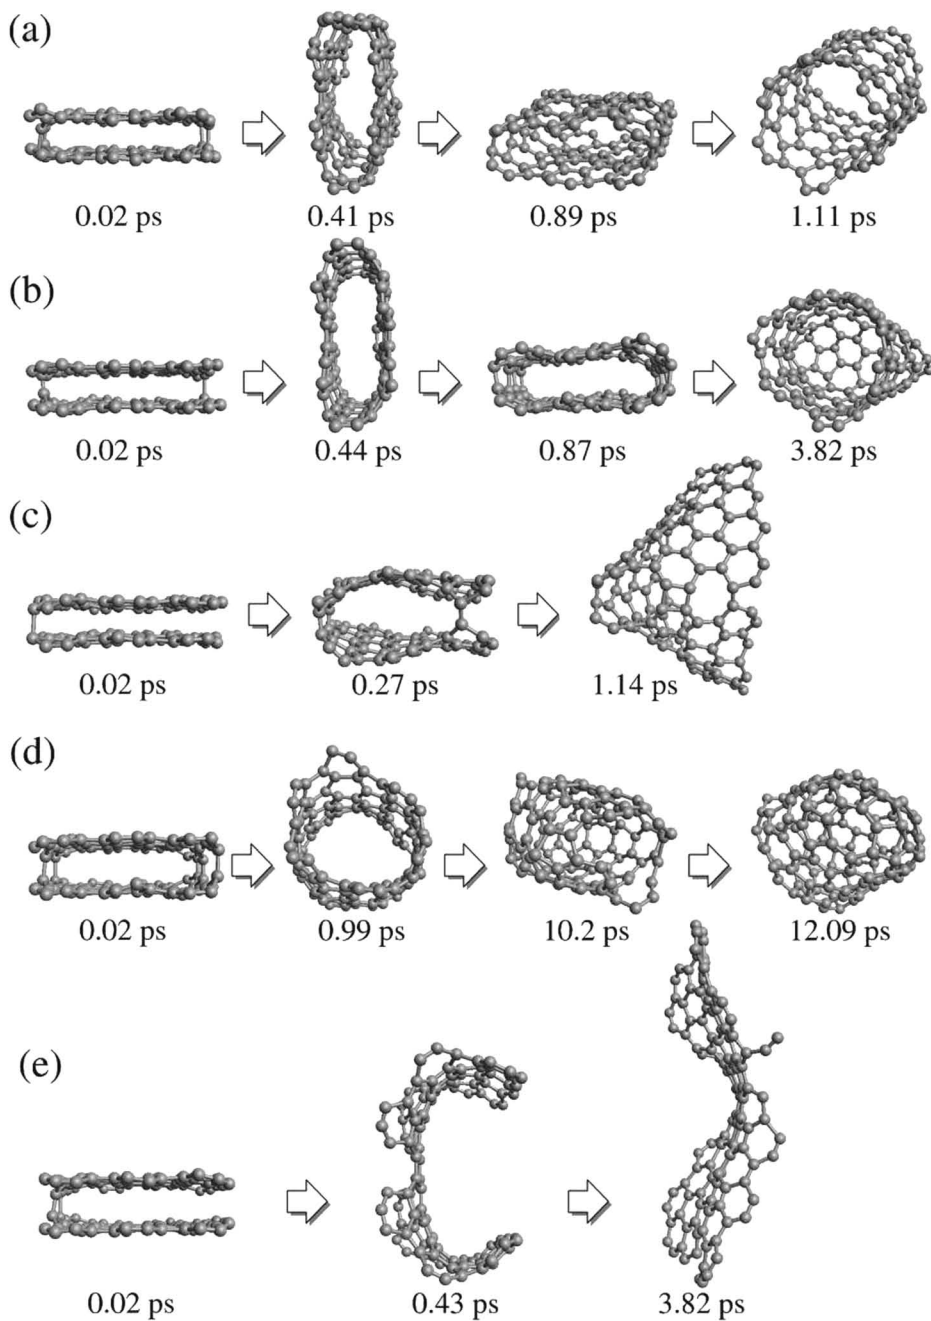 (a)
0.02 ps
0.41 ps
0.89 ps
1.11 ps
(b)
0.02 ps
0.44 ps
0.87 ps
3.82 ps
(c)
0.02 ps
0.27 ps
1.14 ps
(d)
0.02 ps
0.99 ps
10.2 ps
12.09 ps
(e)
0.02 ps
0.43 ps
3.82 ps